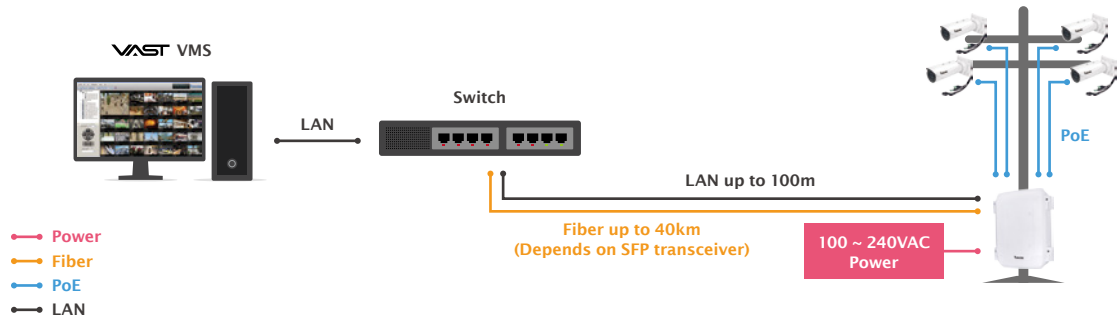 VAST VMS
Switch
LAN
PoE
LAN up to 100m
Fiber up to 40km
(Depends on SFP transceiver)
100 ~ 240VAC
Power
Power
Fiber
PoE
LAN